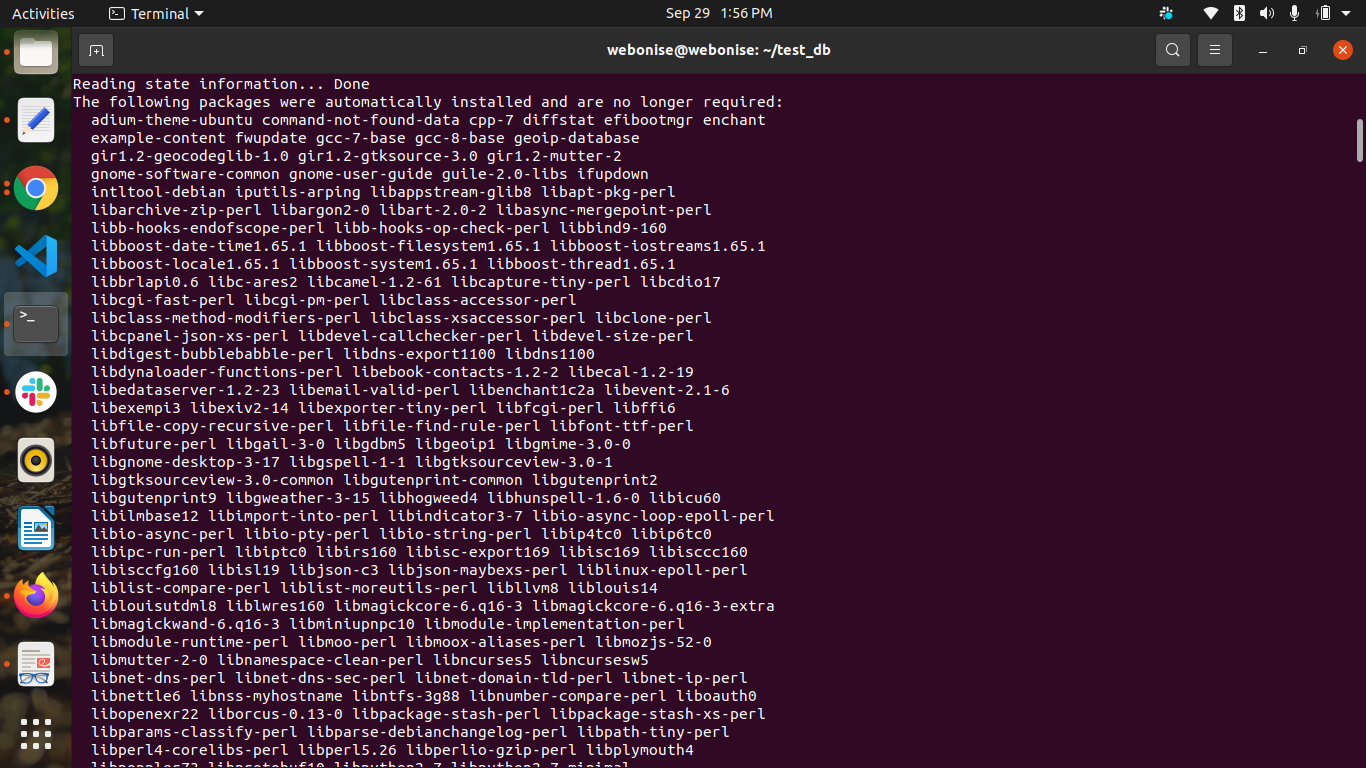 Activities
Terminal
Sep 29 1:56 PM
webonise@webonise: ~/test_db
Reading state information... Done
The following packages were automatically installed and are no longer required:
adium-theme-ubuntu command-not-found-data cpp-7 diffstat efibootmgr enchant
example-content fwupdate gcc-7-base gcc-8-base geoip-database
gir1.2-geocodeglib-1.0 gir1.2-gtksource-3.0 gir1.2-mutter-2
gnome-software-common gnome-user-guide guile-2.0-libs ifupdown
intltool-debian iputils-arping libappstream-glib8 libapt-pkg-perl
libarchive-zip-perl libargon2-0 libart-2.0-2 libasync-mergepoint-perl
libb-hooks-endofscope-perl libb-hooks-op-check-perl libbind9-160
libboost-date-time1.65.1 libboost-filesystem1.65.1 libboost-iostreams1.65.1
libboost-locale1.65.1 libboost-system1.65.1 libboost-thread1.65.1
libbrlapi0.6 libc-ares2 libcamel-1.2-61 libcapture-tiny-perl libcdio17
libcgi-fast-perl libcgi-pm-perl libclass-accessor-perl
libclass-method-modifiers-perl libclass-xsaccessor-perl libclone-perl
libcpanel-json-xs-perl libdevel-callchecker-perl libdevel-size-perl
libdigest-bubblebabble-perl libdns-export1100 libdns1100
libdynaloader-functions-perl libebook-contacts-1.2-2 libecal-1.2-19
libedataserver-1.2-23 libemail-valid-perl libenchant1c2a libevent-2.1-6
libexempi3 libexiv2-14 libexporter-tiny-perl libfcgi-perl libffi6
libfile-copy-recursive-perl libfile-find-rule-perl libfont-ttf-perl
libfuture-perl libgail-3-0 libgdbm5 libgeoip1 libgmime-3.0-0
libgnome-desktop-3-17 libgspell-1-1 libgtksourceview-3.0-1
libgtksourceview-3.0-common libgutenprint-common libgutenprint2
libgutenprint9 libgweather-3-15 libhogweed4 libhunspell-1.6-0 libicu60
libilmbase12 libimport-into-perl libindicator3-7 libio-async-loop-epoll-perl
libio-async-perl libio-pty-perl libio-string-perl libip4tc0 libip6tc0
libipc-run-perl libiptc0 libirs160 libisc-export169 libisc169 libisccc160
libisccfg160 libisl19 libjson-c3 libjson-maybexs-perl liblinux-epoll-perl
liblist-compare-perl liblist-moreutils-perl libllvm8 liblouis14
liblouisutdml8 liblwres160 libmagickcore-6.q16-3 libmagickcore-6.q16-3-extra
libmagickwand-6.q16-3 libminiupnpc10 libmodule-implementation-perl
libmodule-runtime-perl libmoo-perl libmoox-aliases-perl libmozjs-52-0
libmutter-2-0 libnamespace-clean-perl libncurses5 libncursesw5
libnet-dns-perl libnet-dns-sec-perl libnet-domain-tld-perl libnet-ip-perl
libnettle6 libnss-myhostname libntfs-3g88 libnumber-compare-perl liboauth0
libopenexr22 liborcus-0.13-0 libpackage-stash-perl libpackage-stash-xs-perl
libparams-classify-perl libparse-debianchangelog-perl libpath-tiny-perl
libperl4-corelibs-perl libperl5.26 libperlio-gzip-perl libplymouth4
libpoppler73 libprotobuf10 libpython2.7 libpython2.7-minimal